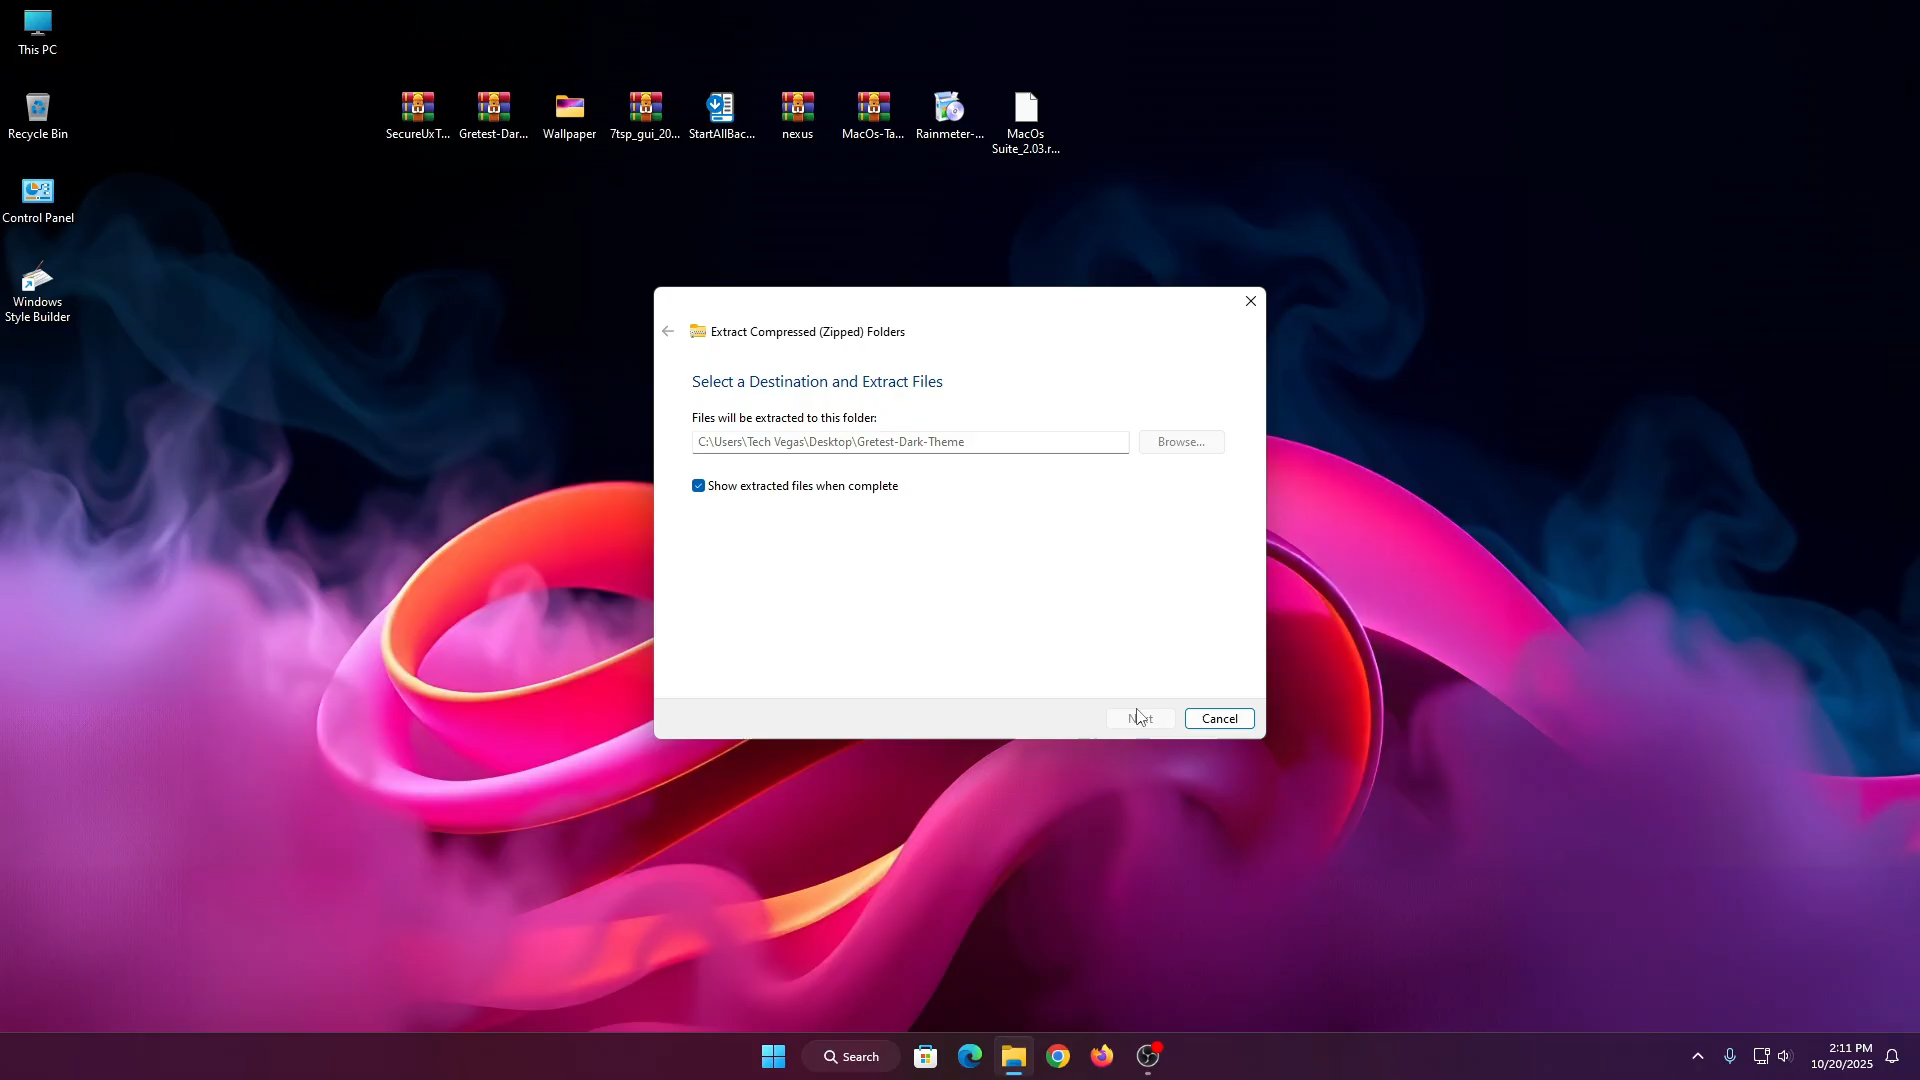 This PC
Recycle Bin
Control Panel
Windows
Style Builder
SecureUxT...
Gretest-Dar...
Wallpaper
7tsp_gui_20...
StartAllBac...
nexus
MacOs-Ta...
Rainmeter-...
MacOs
Suite_2.03.r...
Extract Compressed (Zipped) Folders
Select a Destination and Extract Files
Files will be extracted to this folder:
C:\Users\Tech Vegas\Desktop\Gretest-Dark-Theme
Browse...
Show extracted files when complete
Next
Cancel
Search
2:11 PM
10/20/2025